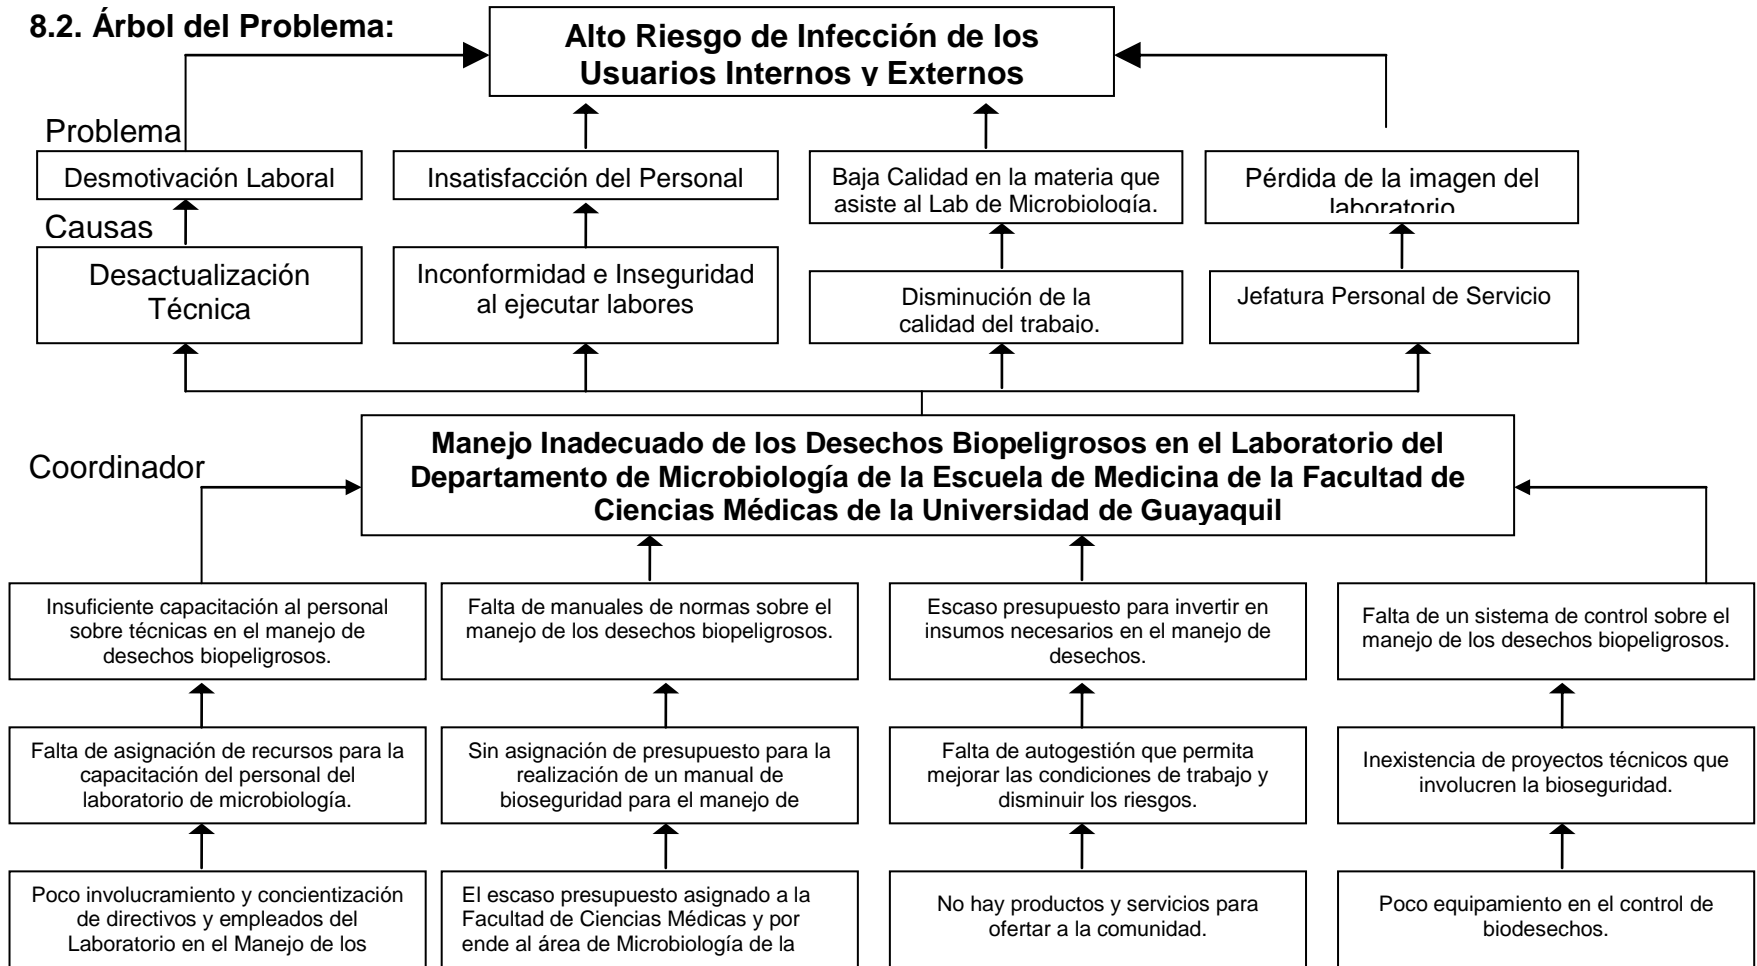 8.2. Árbol del Problema:
Alto Riesgo de Infección de los
Usuarios Internos y Externos
Problema
Desmotivación Laboral
Insatisfacción del Personal
Baja Calidad en la materia que
asiste al Lab de Microbiología.
Pérdida de la imagen del
laboratorio
Causas
Desactualización
Técnica
Inconformidad e Inseguridad
al ejecutar labores
Disminución de la
calidad del trabajo.
Jefatura Personal de Servicio
Manejo Inadecuado de los Desechos Biopeligrosos en el Laboratorio del
Departamento de Microbiología de la Escuela de Medicina de la Facultad de
Ciencias Médicas de la Universidad de Guayaquil
Coordinador
Insuficiente capacitación al personal
sobre técnicas en el manejo de
desechos biopeligrosos.
Falta de manuales de normas sobre el
manejo de los desechos biopeligrosos.
Escaso presupuesto para invertir en
insumos necesarios en el manejo de
desechos.
Falta de un sistema de control sobre el
manejo de los desechos biopeligrosos.
Falta de asignación de recursos para la
capacitación del personal del
laboratorio de microbiología.
Sin asignación de presupuesto para la
realización de un manual de
bioseguridad para el manejo de
Falta de autogestión que permita
mejorar las condiciones de trabajo y
disminuir los riesgos.
Inexistencia de proyectos técnicos que
involucren la bioseguridad.
Poco involucramiento y concientización
de directivos y empleados del
Laboratorio en el Manejo de los
El escaso presupuesto asignado a la
Facultad de Ciencias Médicas y por
ende al área de Microbiología de la
No hay productos y servicios para
ofertar a la comunidad.
Poco equipamiento en el control de
biodesechos.